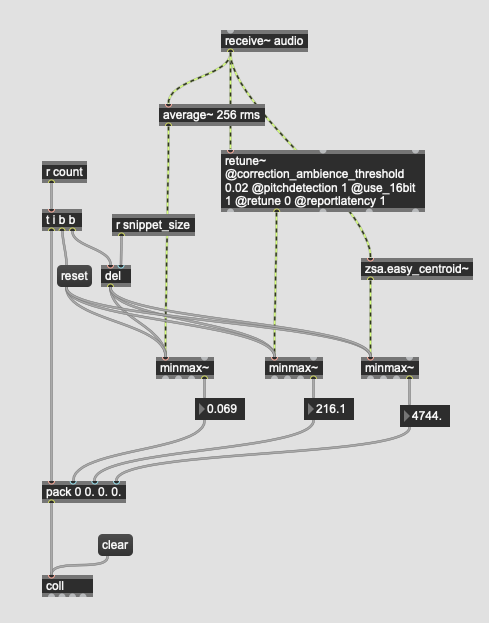 receive~ audio
average~ 256 rms
retune~
@correction_ambience_threshold
0.02 @pitchdetection 1 @use_16bit
1 @retune 0 @reportlatency 1
r count
t i b b
r snippet_size
reset
del
zsa.easy_centroid~
minmax~
minmax~
minmax~
0.069
216.1
4744.
pack 0 0. 0. 0.
clear
coll